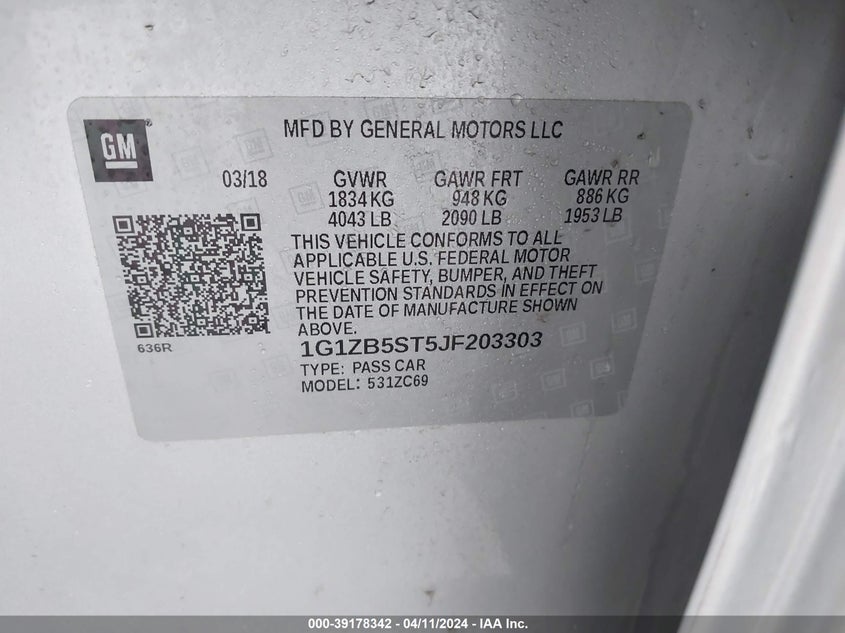 GM
MFD BY GENERAL MOTORS LLC
03/18 GVWR GAWR FRT GAWR RR
1834 KG 948 KG 886 KG
4043 LB 2090 LB 1953 LB
THIS VEHICLE CONFORMS TO ALL
APPLICABLE U.S. FEDERAL MOTOR
VEHICLE SAFETY, BUMPER, AND THEFT
PREVENTION STANDARDS IN EFFECT ON
THE DATE OF MANUFACTURE SHOWN
ABOVE.
636R
1G1ZB5ST5JF203303
TYPE: PASS CAR
MODEL: 531ZC69
000-39178342 - 04/11/2024 - IAA Inc.